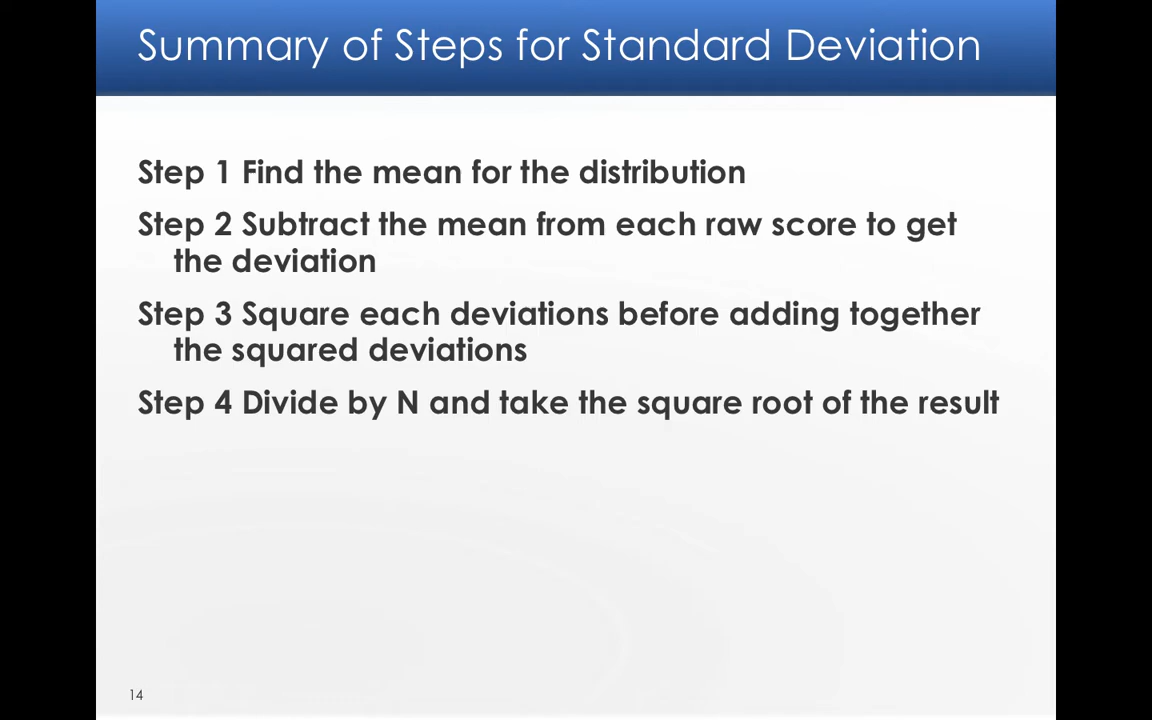 Summary of Steps for Standard Deviation
Step 1 Find the mean for the distribution
Step 2 Subtract the mean from each raw score to get
the deviation
Step 3 Square each deviations before adding together
the squared deviations
Step 4 Divide by N and take the square root of the result
14